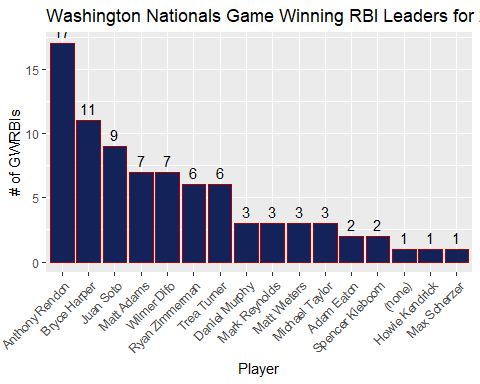 Washington Nationals Game Winning RBI Leaders for
17
11
9
7
7
6
6
3
3
3
3
2
2
1
1
1
15
10
5
0
# of GWRBIs
Anthony Rendon
Bryce Harper
Juan Soto
Matt Adams
Wilmer Difo
Ryan Zimmerman
Trea Turner
Daniel Murphy
Mark Reynolds
Matt Wieters
Michael Taylor
Adam Eaton
Spencer Kieboom
(none)
Howie Kendrick
Max Scherzer
Player